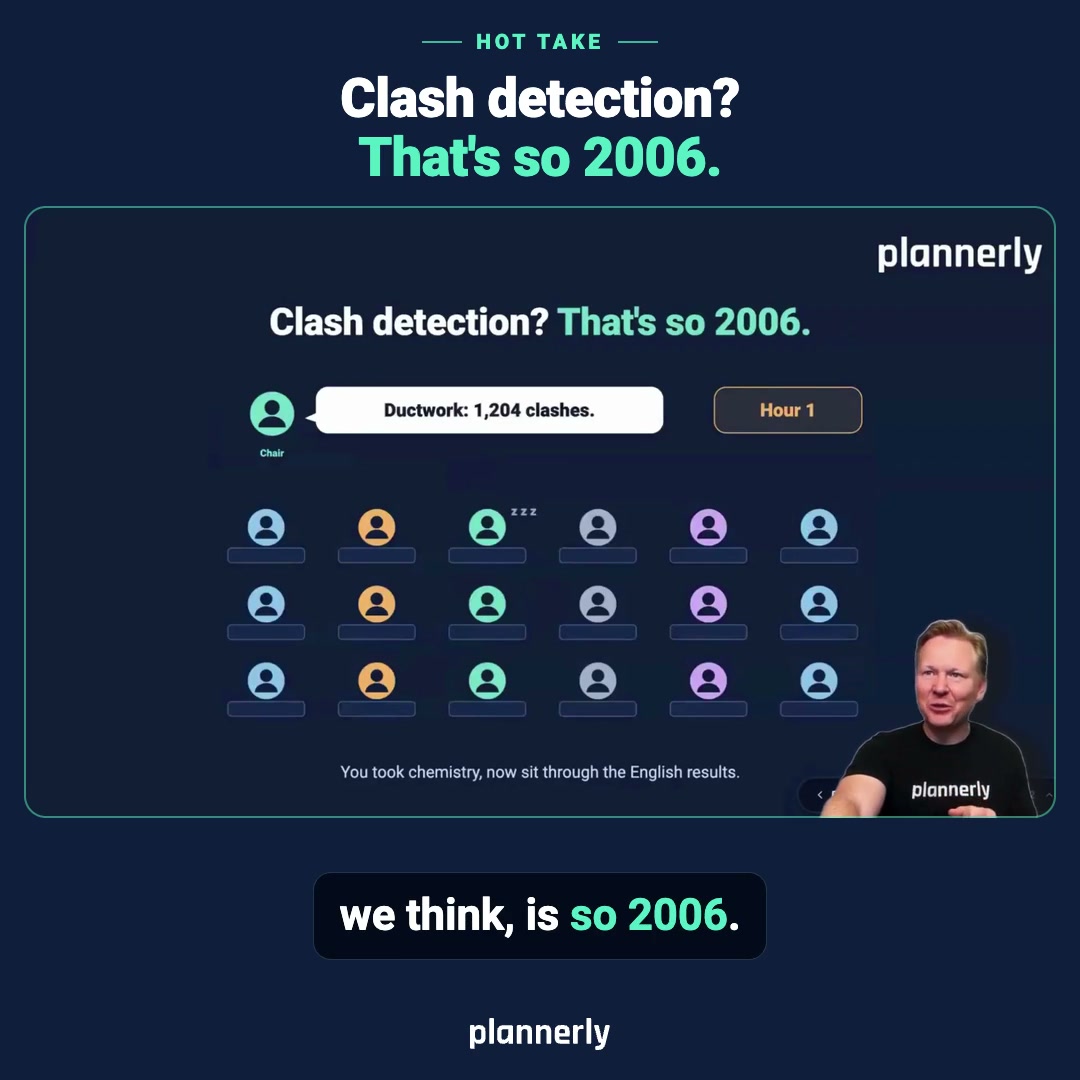 HOT TAKE
Clash detection?
That's so 2006.
plannerly
Clash detection? That's so 2006.
Ductwork: 1,204 clashes.
Hour 1
Chair
z z z
You took chemistry, now sit through the English results.
plannerly
we think, is so 2006.
plannerly